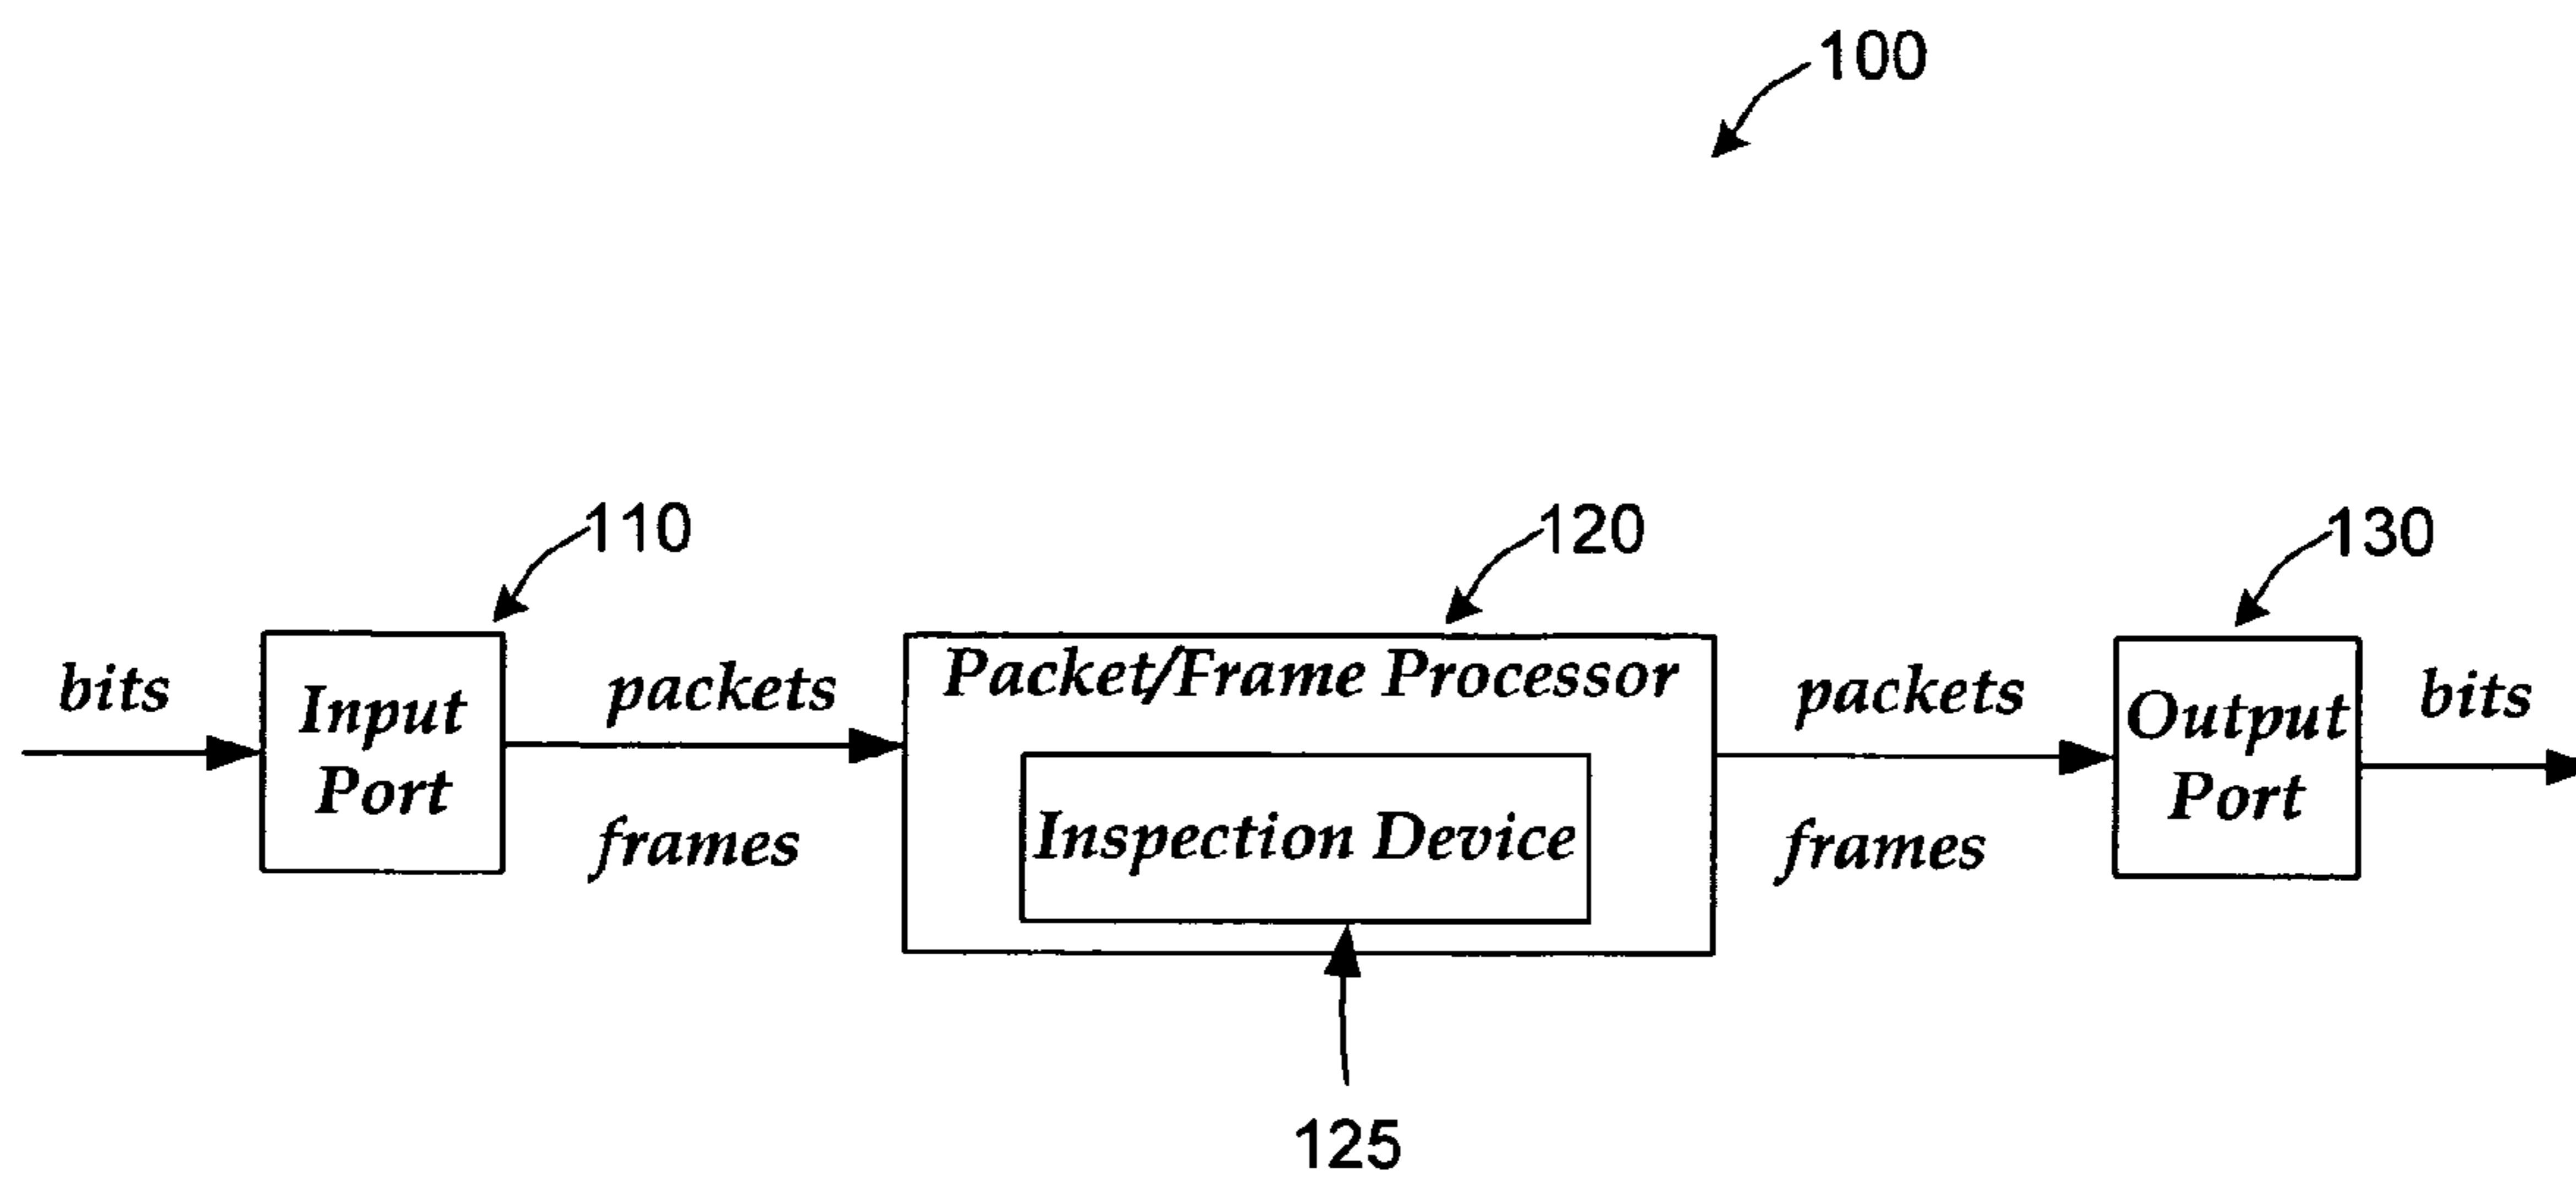 100
110
120
130
bits
Input
Port
packets
frames
Packet/Frame Processor
Inspection Device
packets
frames
Output
Port
bits
125